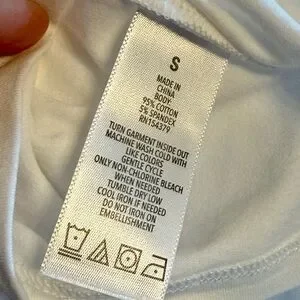 S
MADE IN
CHINA
BODY:
95% COTTON
5% SPANDEX
RN154379
TURN GARMENT INSIDE OUT
MACHINE WASH COLD WITH
LIKE COLORS
GENTLE CYCLE
ONLY NON-CHLORINE BLEACH
WHEN NEEDED
TUMBLE DRY LOW
COOL IRON IF NEEDED
DO NOT IRON ON
EMBELLISHMENT